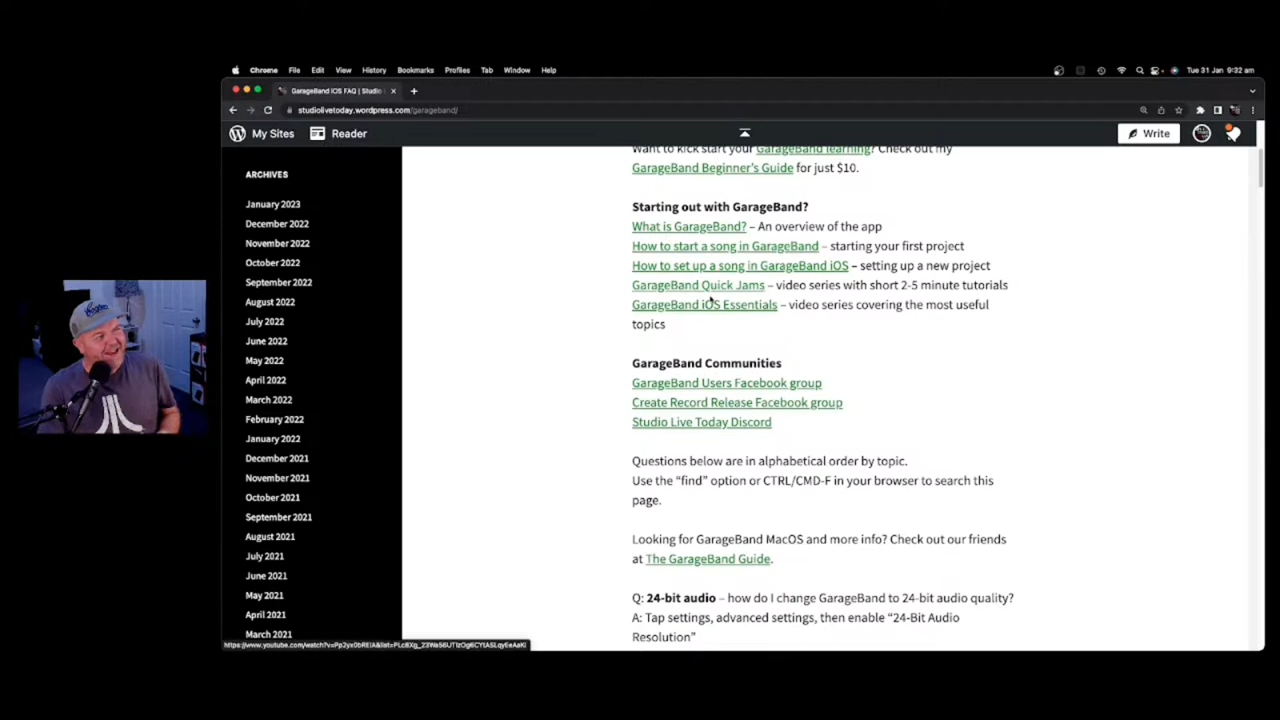 Chrome File Edit View History Bookmarks Profiles Tab Window Help
Tue 31 Jan 9:32 am
GarageBand iOS FAQ | Studio
studiolivetoday.wordpress.com/garageband/
My Sites Reader Write
ARCHIVES
January 2023
December 2022
November 2022
October 2022
September 2022
August 2022
July 2022
June 2022
May 2022
April 2022
March 2022
February 2022
January 2022
December 2021
November 2021
October 2021
September 2021
August 2021
July 2021
June 2021
May 2021
April 2021
March 2021
Want to kick start your GarageBand learning? Check out my
GarageBand Beginner's Guide for just $10.
Starting out with GarageBand?
What is GarageBand? – An overview of the app
How to start a song in GarageBand – starting your first project
How to set up a song in GarageBand iOS – setting up a new project
GarageBand Quick Jams – video series with short 2-5 minute tutorials
GarageBand iOS Essentials – video series covering the most useful
topics
GarageBand Communities
GarageBand Users Facebook group
Create Record Release Facebook group
Studio Live Today Discord
Questions below are in alphabetical order by topic.
Use the “find” option or CTRL/CMD-F in your browser to search this
page.
Looking for GarageBand MacOS and more info? Check out our friends
at The GarageBand Guide.
Q: 24-bit audio – how do I change GarageBand to 24-bit audio quality?
A: Tap settings, advanced settings, then enable “24-Bit Audio
Resolution”